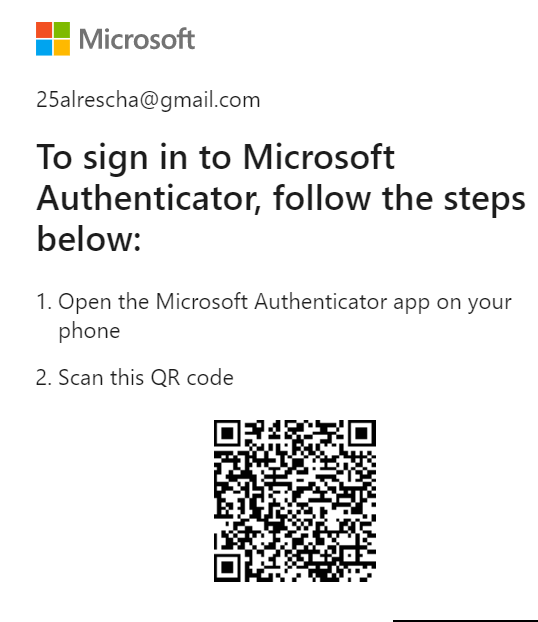 Microsoft
25alrescha@gmail.com
To sign in to Microsoft
Authenticator, follow the steps
below:
1. Open the Microsoft Authenticator app on your
phone
2. Scan this QR code